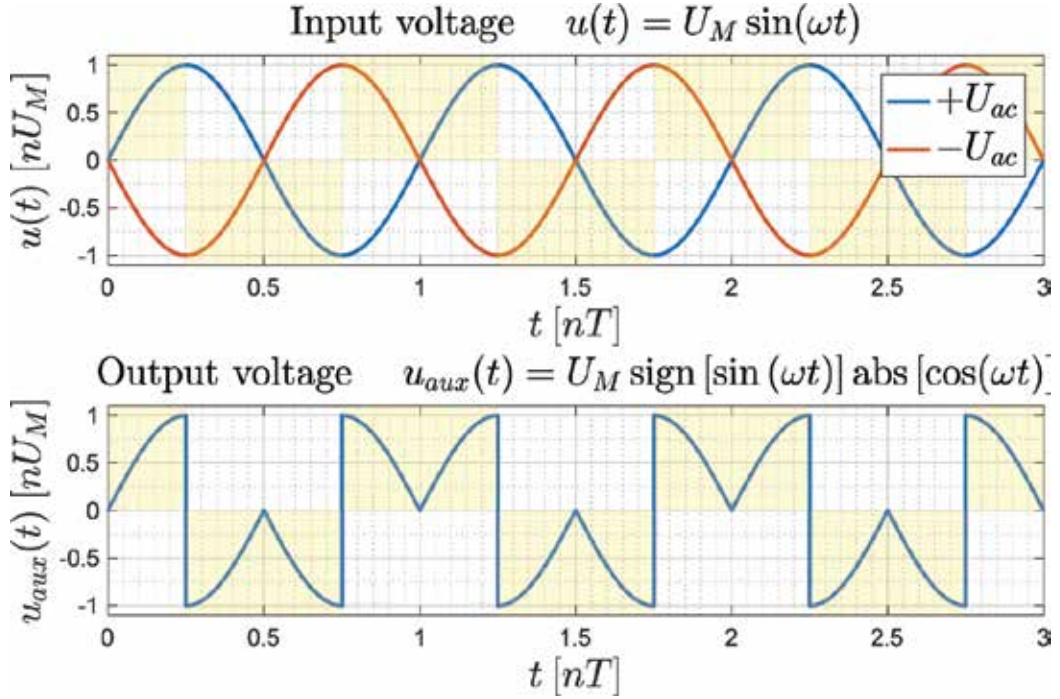 Input voltage u(t) = U_M sin(ωt)
u(t) [nU_M]
1
0.5
0
-0.5
-1
+U_ac
−U_ac
0 0.5 1 1.5 2 2.5 3
t [nT]
Output voltage u_aux(t) = U_M sign [sin (ωt)] abs [cos(ωt)]
u_aux(t) [nU_M]
1
0.5
0
-0.5
-1
0 0.5 1 1.5 2 2.5 3
t [nT]